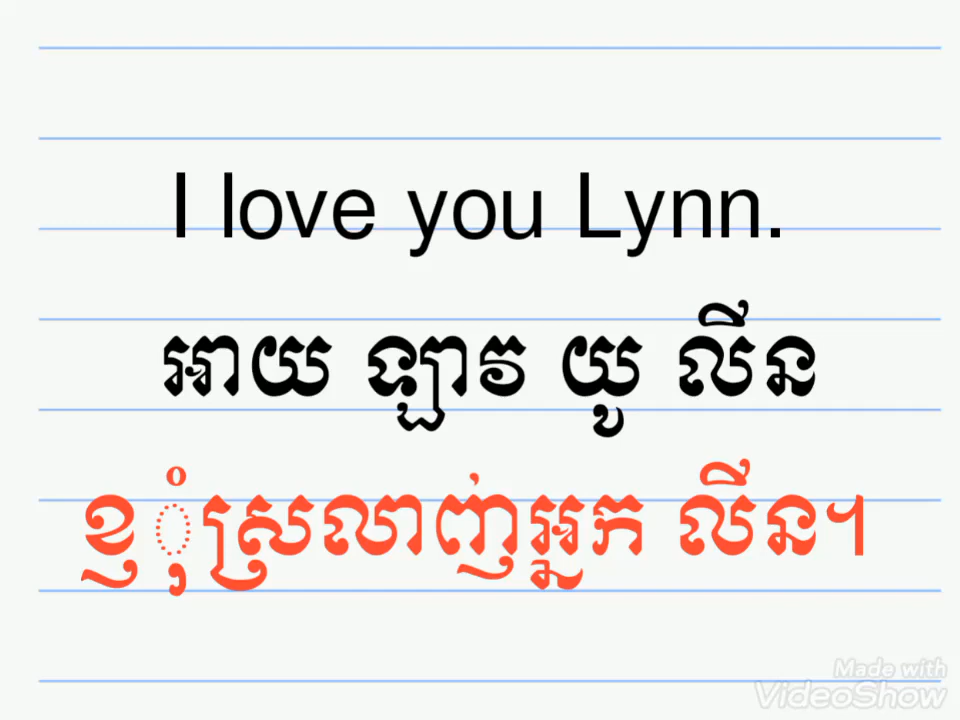 I love you Lynn.
អាយ ឡាវ យូ លីន
ខ្ញុំស្រលាញ់អ្នក លីន។
Made with
VideoShow